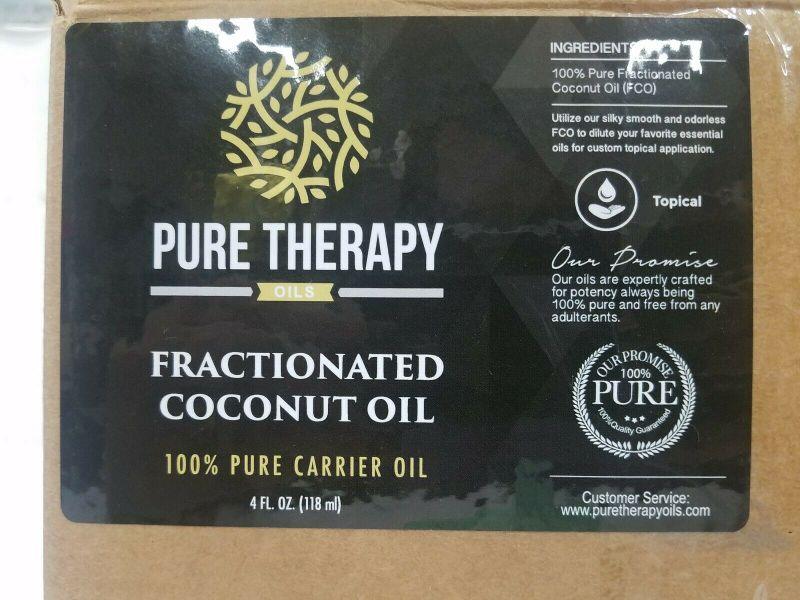 PURE THERAPY
OILS
FRACTIONATED
COCONUT OIL
100% PURE CARRIER OIL
4 FL. OZ. (118 ml)
INGREDIENT
100% Pure Fractionated
Coconut Oil (FCO)
Utilize our silky smooth and odorless
FCO to dilute your favorite essential
oils for custom topical application.
Topical
Our Promise
Our oils are expertly crafted
for potency always being
100% pure and free from any
adulterants.
OUR PROMISE
100%
PURE
100% Quality Guaranteed
Customer Service:
www.puretherapyoils.com